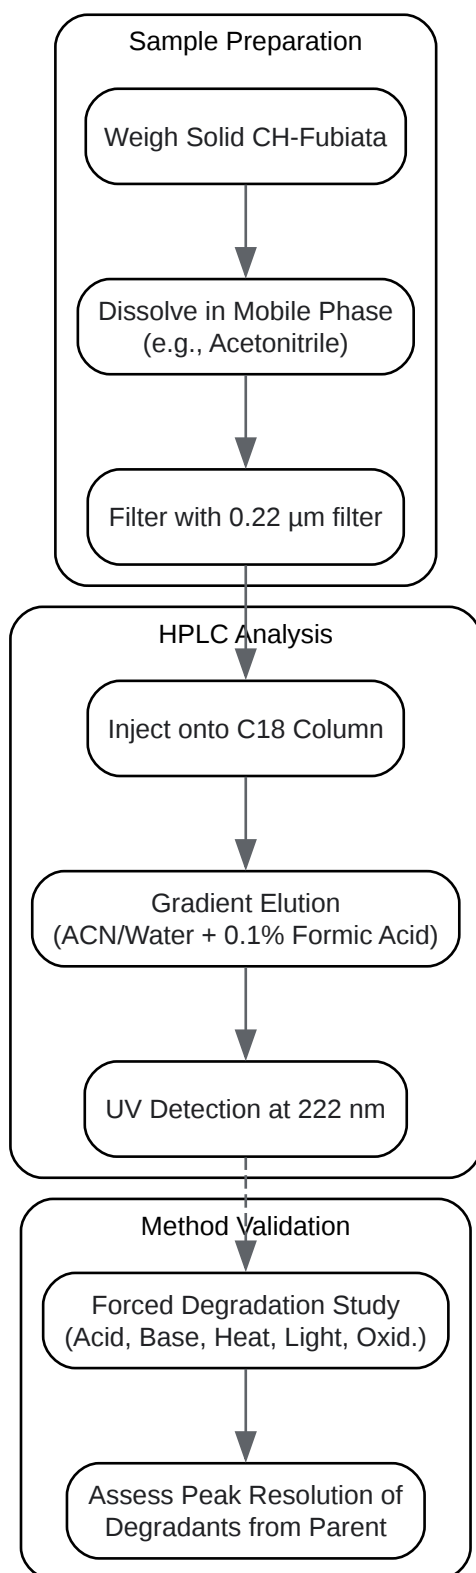 Sample Preparation
Weigh Solid CH-Fubiata
Dissolve in Mobile Phase
(e.g., Acetonitrile)
Filter with 0.22 µm filter
HPLC Analysis
Inject onto C18 Column
Gradient Elution
(ACN/Water + 0.1% Formic Acid)
UV Detection at 222 nm
Method Validation
Forced Degradation Study
(Acid, Base, Heat, Light, Oxid.)
Assess Peak Resolution of
Degradants from Parent